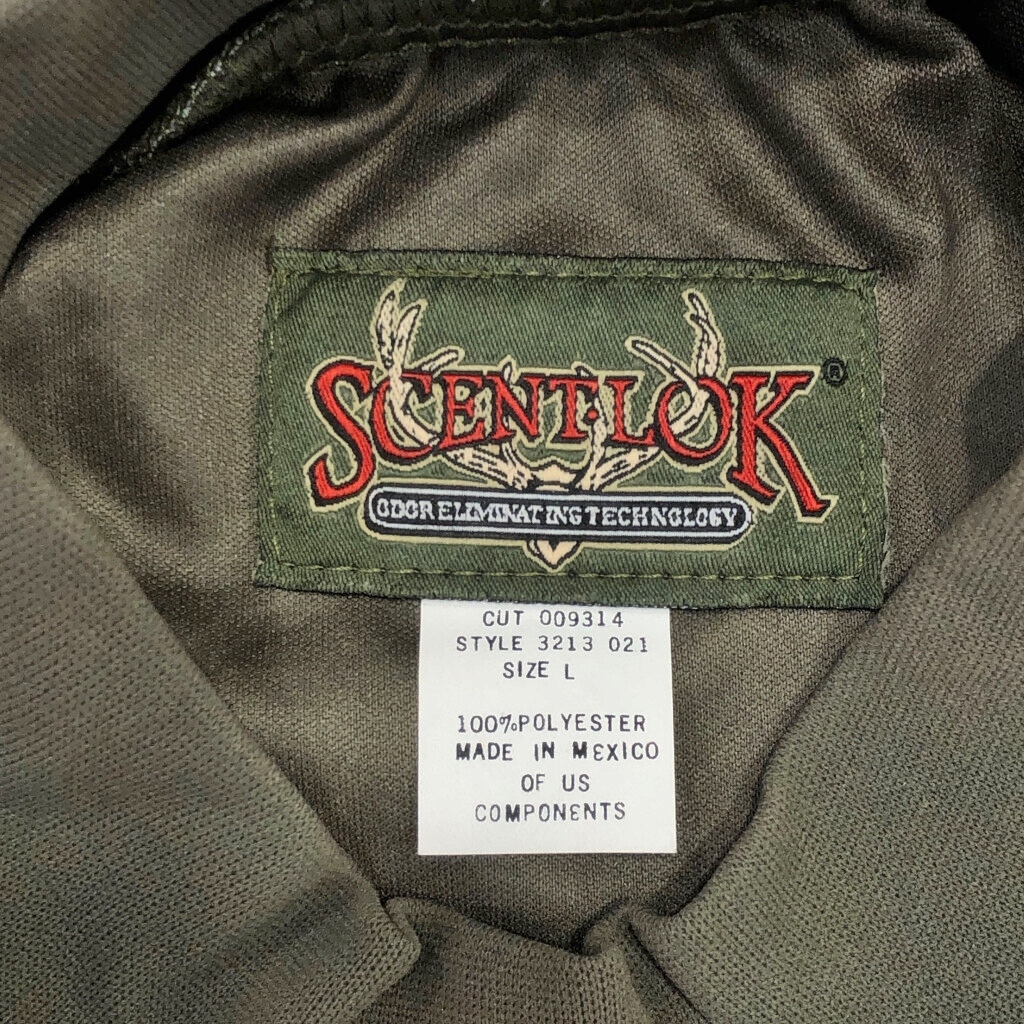 SCENT·LOK®
ODOR ELIMINATING TECHNOLOGY
CUT 009314
STYLE 3213 021
SIZE L
100%POLYESTER
MADE IN MEXICO
OF US
COMPONENTS